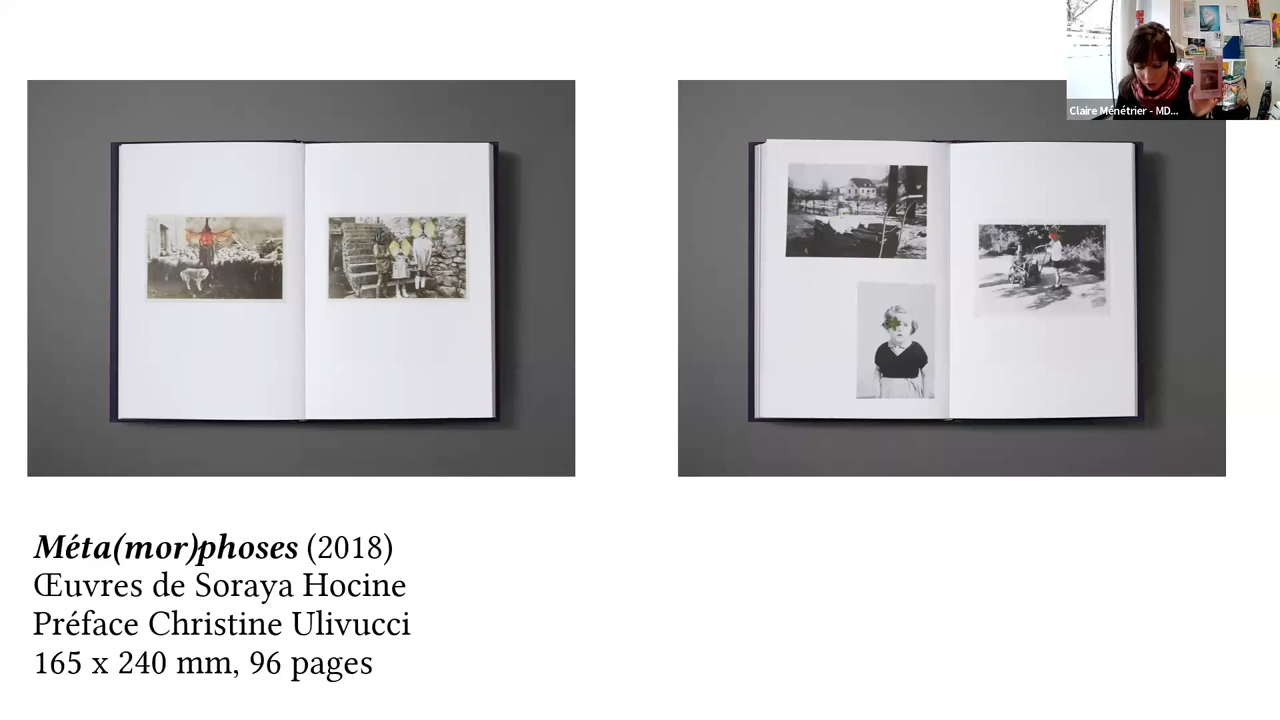 Claire Ménétrier - MD...
Méta(mor)phoses (2018)
Œuvres de Soraya Hocine
Préface Christine Ulivucci
165 x 240 mm, 96 pages